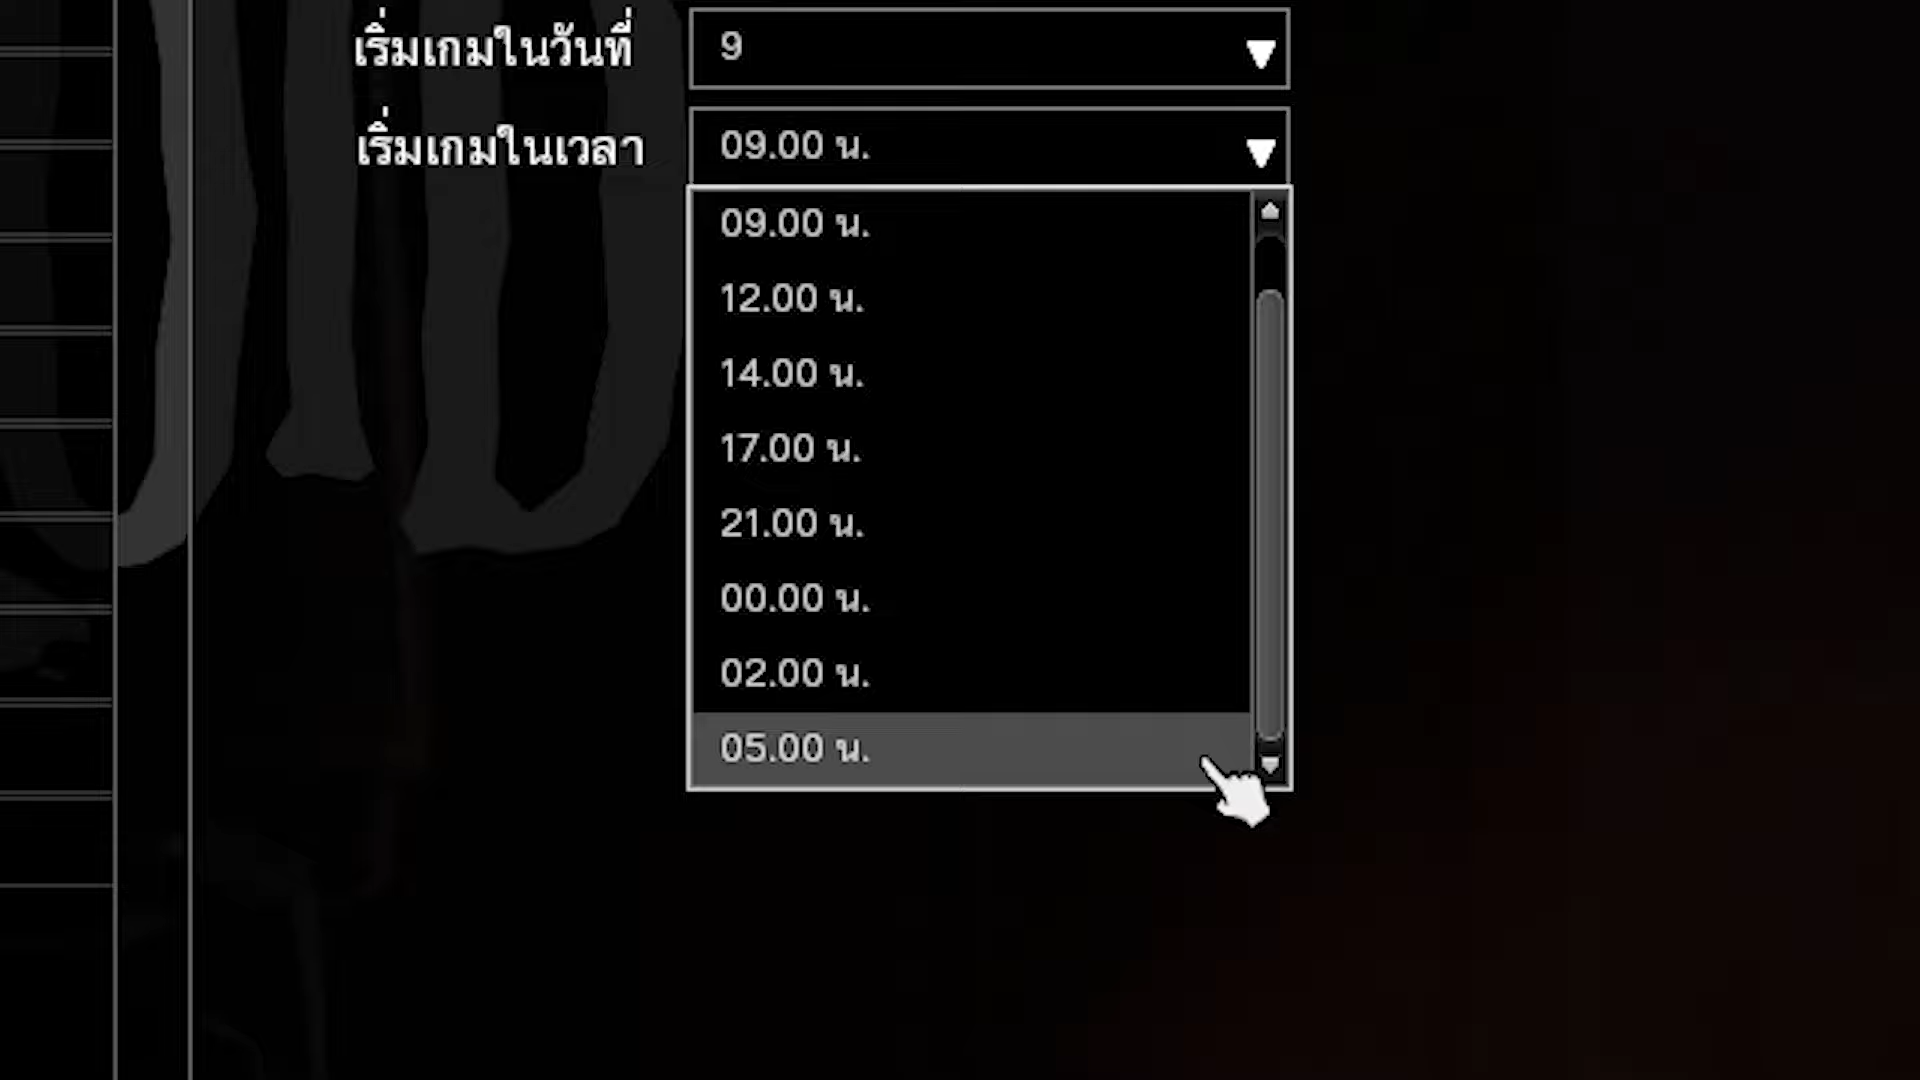 เริ่มเกมในวันที่ 9
เริ่มเกมในเวลา 09.00 น.
09.00 น.
12.00 น.
14.00 น.
17.00 น.
21.00 น.
00.00 น.
02.00 น.
05.00 น.